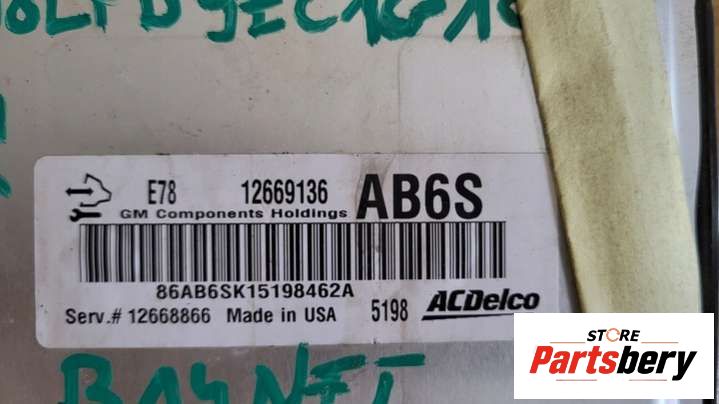 E78 12669136 AB6S
GM Components Holdings
86AB6SK15198462A
Serv.# 12668866 Made in USA 5198 ACDelco
STORE
Partsbery